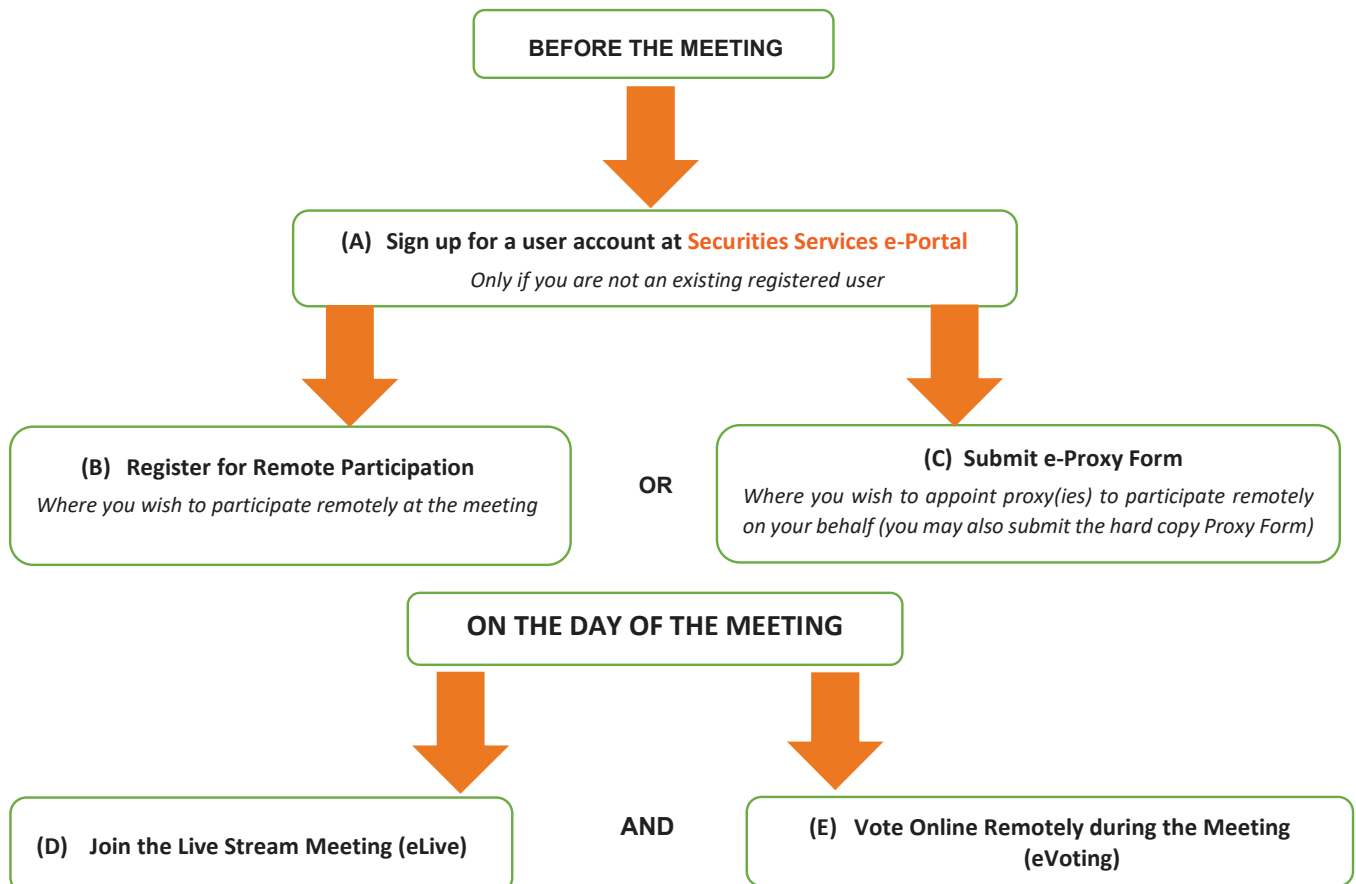 BEFORE THE MEETING
(A) Sign up for a user account at Securities Services e-Portal
Only if you are not an existing registered user
(B) Register for Remote Participation
Where you wish to participate remotely at the meeting
OR
(C) Submit e-Proxy Form
Where you wish to appoint proxy(ies) to participate remotely
on your behalf (you may also submit the hard copy Proxy Form)
ON THE DAY OF THE MEETING
(D) Join the Live Stream Meeting (eLive)
AND
(E) Vote Online Remotely during the Meeting
(eVoting)